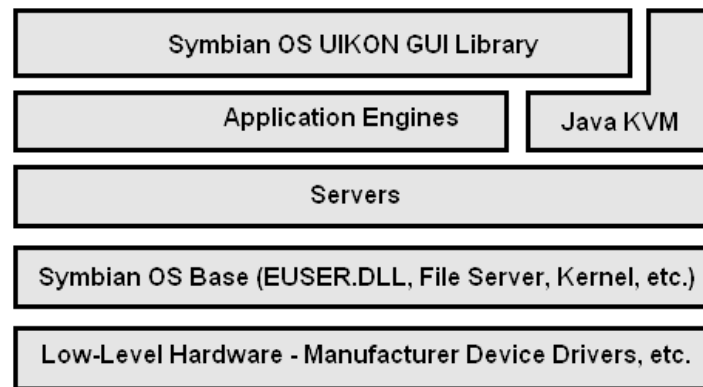 Symbian OS UIKON GUI Library
Application Engines
Java KVM
Servers
Symbian OS Base (EUSER.DLL, File Server, Kernel, etc.)
Low-Level Hardware - Manufacturer Device Drivers, etc.